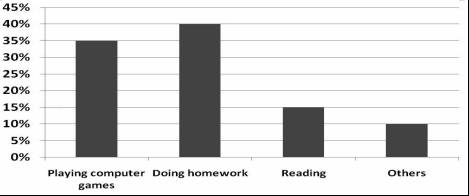 45%
40%
35%
30%
25%
20%
15%
10%
5%
0%
Playing computer games
Doing homework
Reading
Others